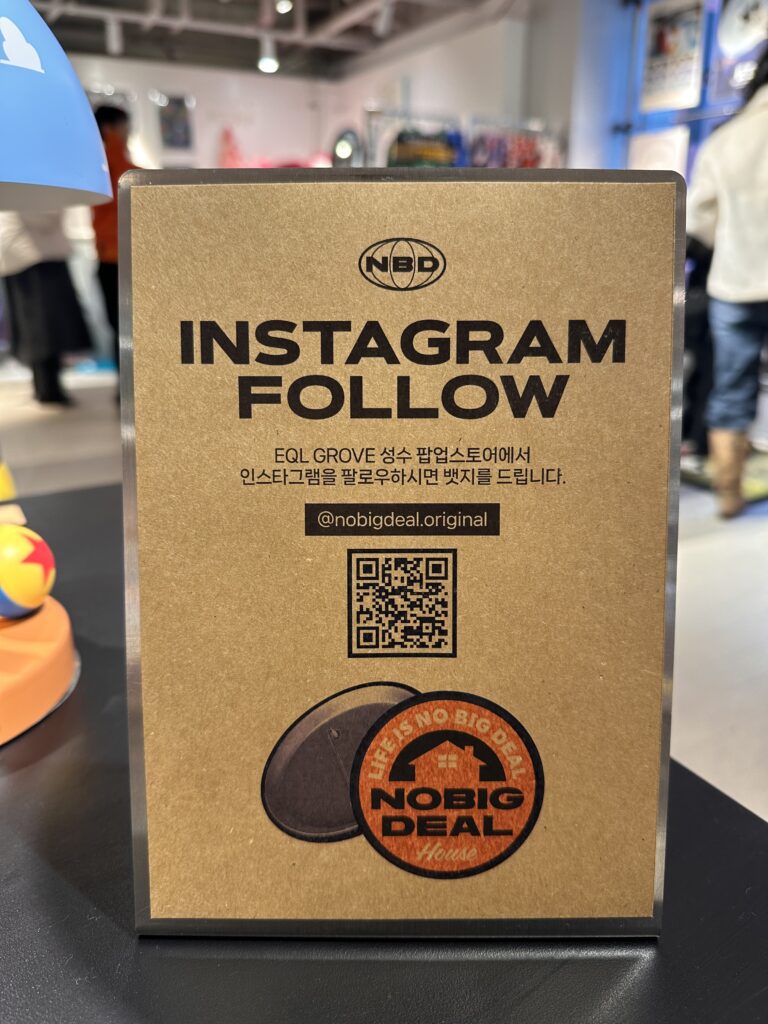 NBD
INSTAGRAM
FOLLOW
EQL GROVE 성수 팝업스토어에서
인스타그램을 팔로우하시면 뱃지를 드립니다.
@nobigdeal.original
LIFE IS NO BIG DEAL
NOBIG
DEAL
House